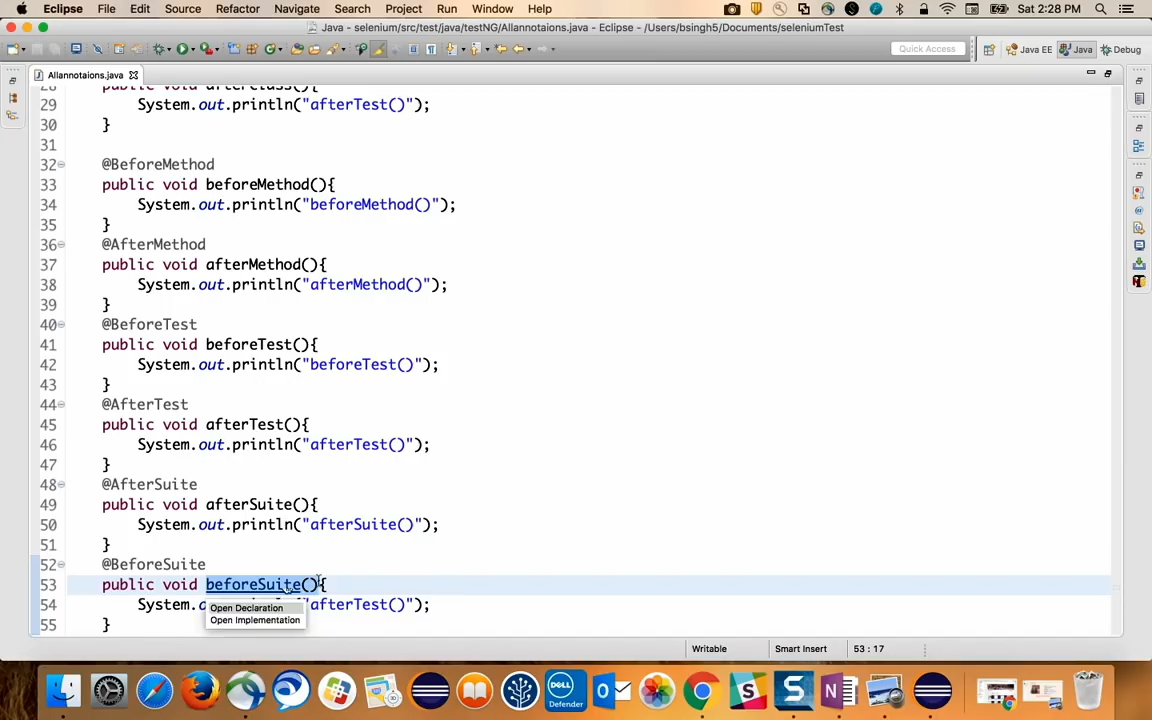 Eclipse File Edit Source Refactor Navigate Search Project Run Window Help Sat 2:28 PM
Java - selenium/src/test/java/testNG/Allannotaions.java - Eclipse - /Users/bsingh5/Documents/seleniumTest
Quick Access Java EE Java Debug
Allannotaions.java
28 public void afterClass(){
29 System.out.println("afterTest()");
30 }
31
32 @BeforeMethod
33 public void beforeMethod(){
34 System.out.println("beforeMethod()");
35 }
36 @AfterMethod
37 public void afterMethod(){
38 System.out.println("afterMethod()");
39 }
40 @BeforeTest
41 public void beforeTest(){
42 System.out.println("beforeTest()");
43 }
44 @AfterTest
45 public void afterTest(){
46 System.out.println("afterTest()");
47 }
48 @AfterSuite
49 public void afterSuite(){
50 System.out.println("afterSuite()");
51 }
52 @BeforeSuite
53 public void beforeSuite(){
54 System.o "afterTest()");
Open Declaration
Open Implementation
55 }
Writable Smart Insert 53 : 17
DELL
Defender